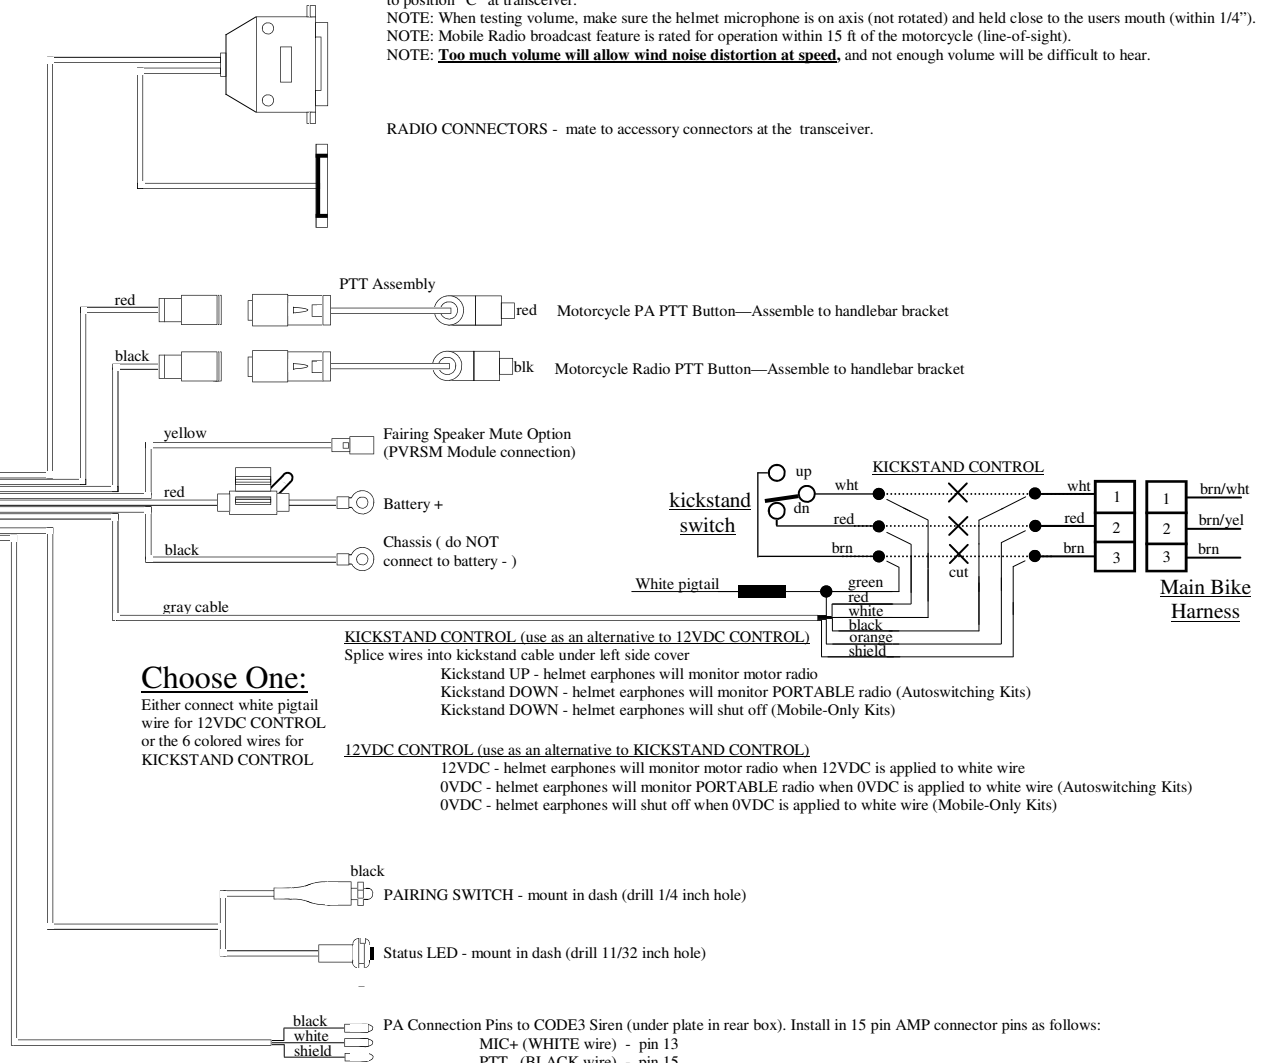 to position "C" at transceiver.
NOTE: When testing volume, make sure the helmet microphone is on axis (not rotated) and held close to the users mouth (within 1/4”).
NOTE: Mobile Radio broadcast feature is rated for operation within 15 ft of the motorcycle (line-of-sight).
NOTE: Too much volume will allow wind noise distortion at speed, and not enough volume will be difficult to hear.
RADIO CONNECTORS - mate to accessory connectors at the transceiver.
PTT Assembly
red
red
Motorcycle PA PTT Button—Assemble to handlebar bracket
black
blk
Motorcycle Radio PTT Button—Assemble to handlebar bracket
yellow
Fairing Speaker Mute Option
(PVRSM Module connection)
red
Battery +
black
Chassis ( do NOT
connect to battery - )
gray cable
kickstand
switch
up
dn
KICKSTAND CONTROL
wht
red
brn
cut
wht
red
brn
1
2
3
1
2
3
brn/wht
brn/yel
brn
Main Bike
Harness
White pigtail
green
red
white
black
orange
shield
KICKSTAND CONTROL (use as an alternative to 12VDC CONTROL)
Splice wires into kickstand cable under left side cover
Kickstand UP - helmet earphones will monitor motor radio
Kickstand DOWN - helmet earphones will monitor PORTABLE radio (Autoswitching Kits)
Kickstand DOWN - helmet earphones will shut off (Mobile-Only Kits)
Choose One:
Either connect white pigtail
wire for 12VDC CONTROL
or the 6 colored wires for
KICKSTAND CONTROL
12VDC CONTROL (use as an alternative to KICKSTAND CONTROL)
12VDC - helmet earphones will monitor motor radio when 12VDC is applied to white wire
0VDC - helmet earphones will monitor PORTABLE radio when 0VDC is applied to white wire (Autoswitching Kits)
0VDC - helmet earphones will shut off when 0VDC is applied to white wire (Mobile-Only Kits)
black
PAIRING SWITCH - mount in dash (drill 1/4 inch hole)
Status LED - mount in dash (drill 11/32 inch hole)
black
white
shield
PA Connection Pins to CODE3 Siren (under plate in rear box). Install in 15 pin AMP connector pins as follows:
MIC+ (WHITE wire) - pin 13
PTT (BLACK wire) - pin 15